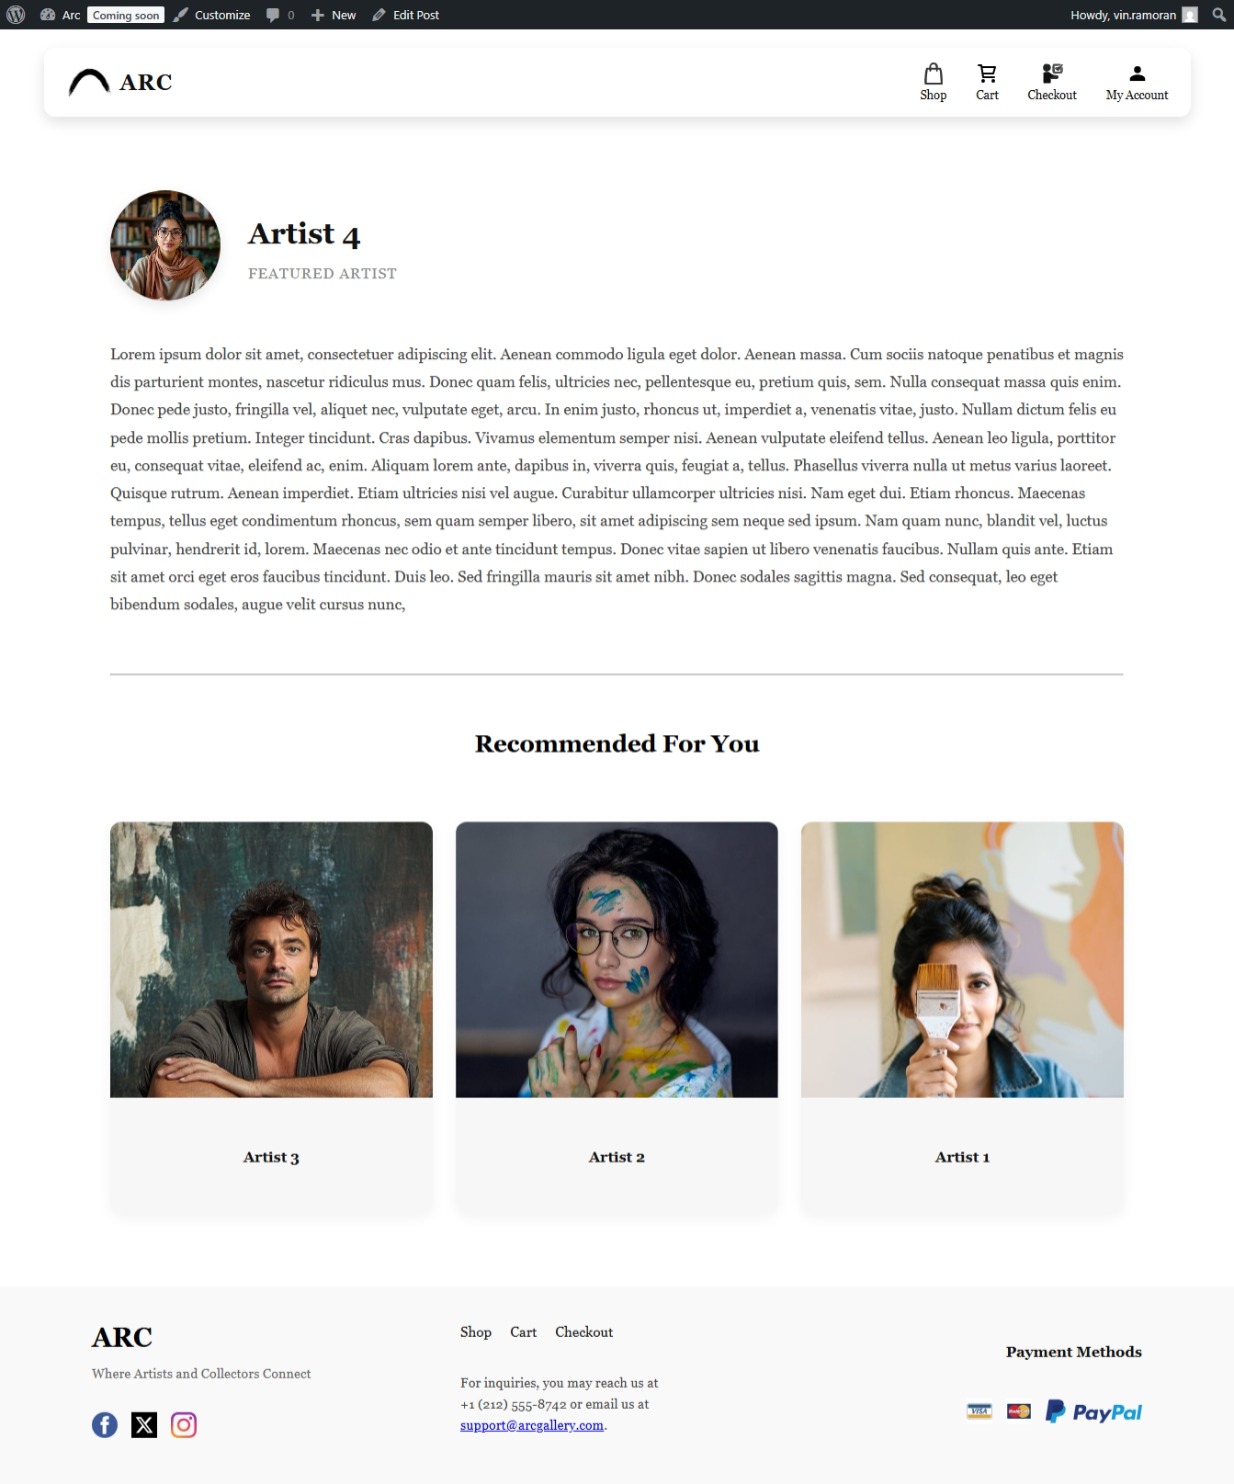 Arc Coming soon Customize 0 New Edit Post Howdy, vin.ramoran
ARC
Shop Cart Checkout My Account
Artist 4
FEATURED ARTIST
Lorem ipsum dolor sit amet, consectetuer adipiscing elit. Aenean commodo ligula eget dolor. Aenean massa. Cum sociis natoque penatibus et magnis
dis parturient montes, nascetur ridiculus mus. Donec quam felis, ultricies nec, pellentesque eu, pretium quis, sem. Nulla consequat massa quis enim.
Donec pede justo, fringilla vel, aliquet nec, vulputate eget, arcu. In enim justo, rhoncus ut, imperdiet a, venenatis vitae, justo. Nullam dictum felis eu
pede mollis pretium. Integer tincidunt. Cras dapibus. Vivamus elementum semper nisi. Aenean vulputate eleifend tellus. Aenean leo ligula, porttitor
eu, consequat vitae, eleifend ac, enim. Aliquam lorem ante, dapibus in, viverra quis, feugiat a, tellus. Phasellus viverra nulla ut metus varius laoreet.
Quisque rutrum. Aenean imperdiet. Etiam ultricies nisi vel augue. Curabitur ullamcorper ultricies nisi. Nam eget dui. Etiam rhoncus. Maecenas
tempus, tellus eget condimentum rhoncus, sem quam semper libero, sit amet adipiscing sem neque sed ipsum. Nam quam nunc, blandit vel, luctus
pulvinar, hendrerit id, lorem. Maecenas nec odio et ante tincidunt tempus. Donec vitae sapien ut libero venenatis faucibus. Nullam quis ante. Etiam
sit amet orci eget eros faucibus tincidunt. Duis leo. Sed fringilla mauris sit amet nibh. Donec sodales sagittis magna. Sed consequat, leo eget
bibendum sodales, augue velit cursus nunc,
Recommended For You
Artist 3
Artist 2
Artist 1
ARC
Where Artists and Collectors Connect
Shop Cart Checkout
For inquiries, you may reach us at
+1 (212) 555-8742 or email us at
support@arcgallery.com.
Payment Methods
VISA PayPal